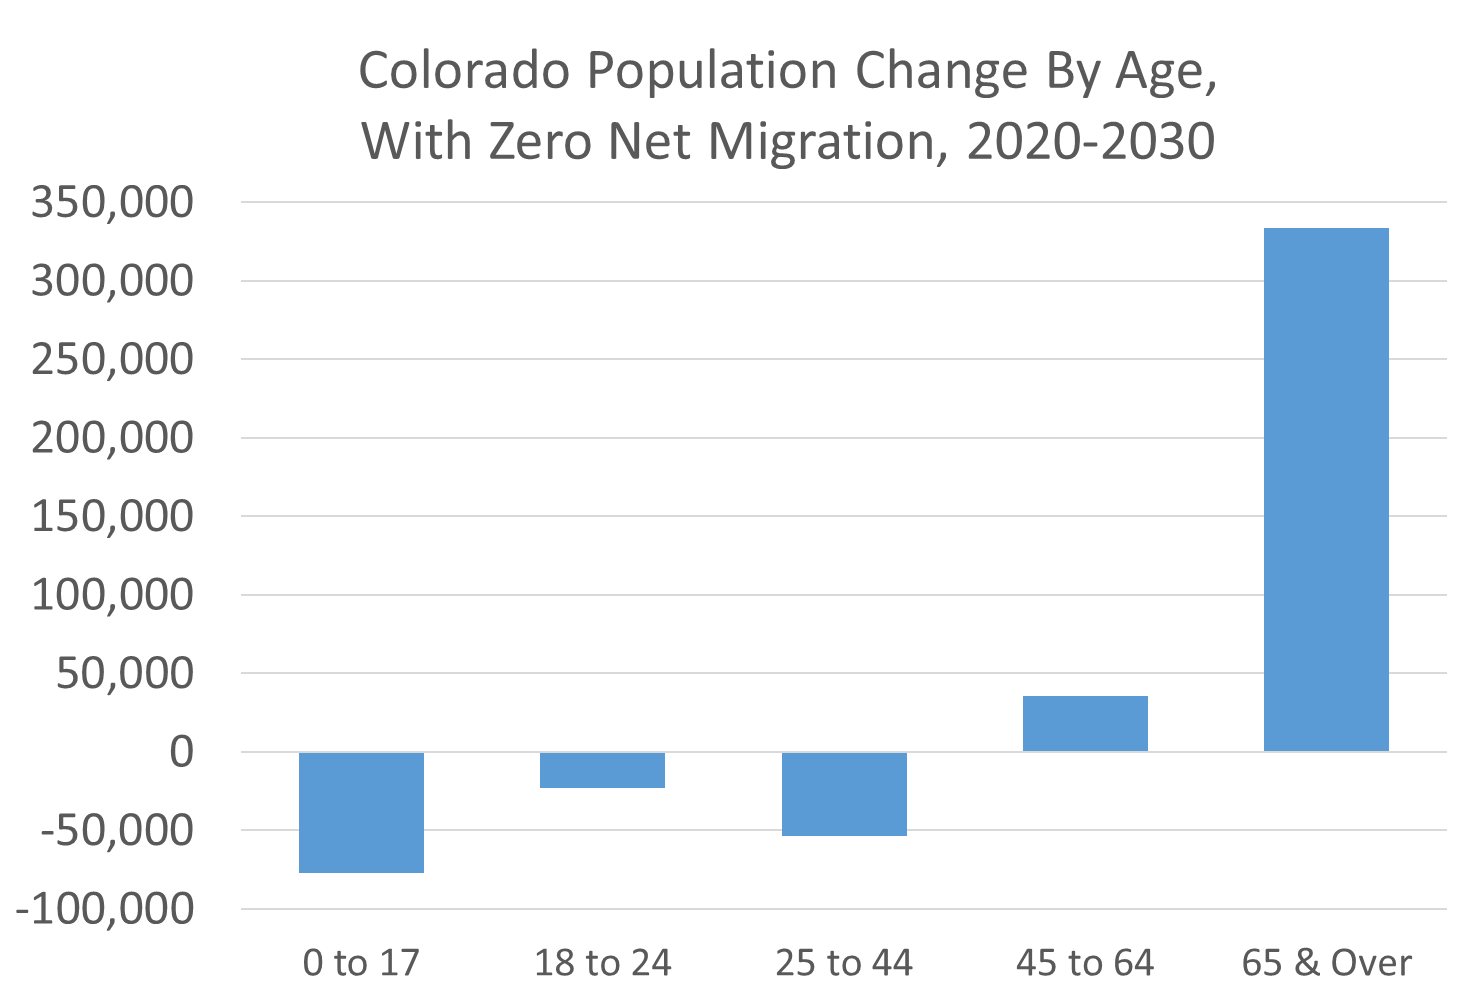 Colorado Population Change By Age,
With Zero Net Migration, 2020-2030
350,000
300,000
250,000
200,000
150,000
100,000
50,000
0
-50,000
-100,000
0 to 17
18 to 24
25 to 44
45 to 64
65 & Over